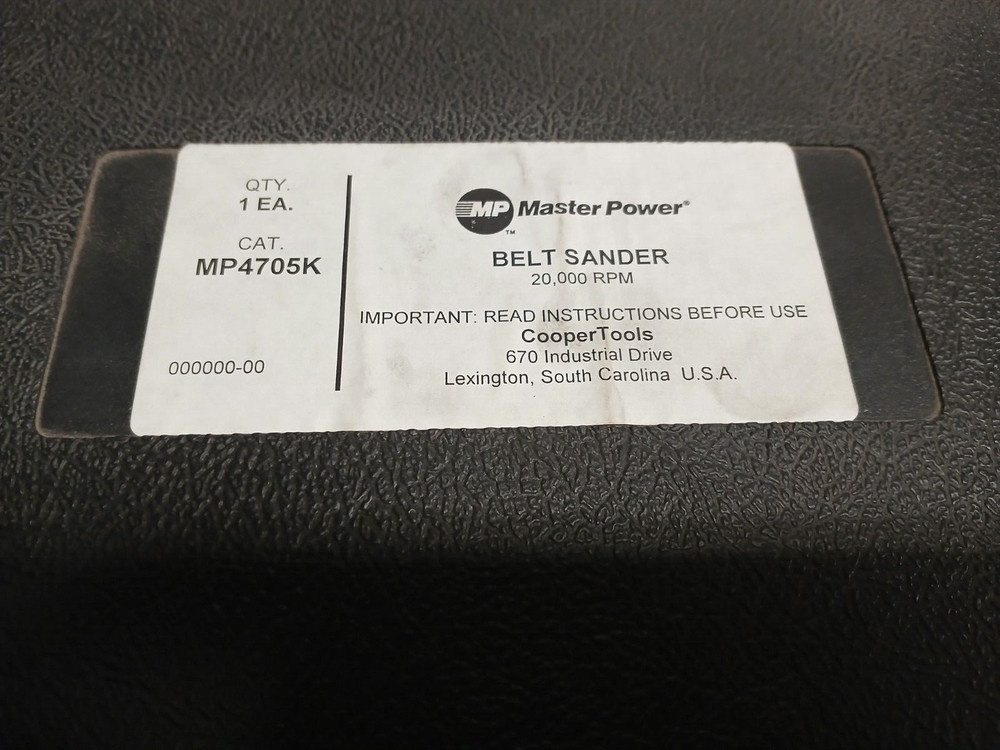 QTY.
1 EA.
CAT.
MP4705K
000000-00
MP Master Power®
™
BELT SANDER
20,000 RPM
IMPORTANT: READ INSTRUCTIONS BEFORE USE
CooperTools
670 Industrial Drive
Lexington, South Carolina U.S.A.